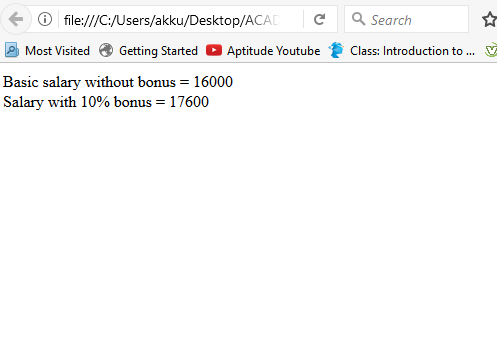 file:///C:/Users/akku/Desktop/ACAD
Search
Most Visited Getting Started Aptitude Youtube Class: Introduction to ...
Basic salary without bonus = 16000
Salary with 10% bonus = 17600